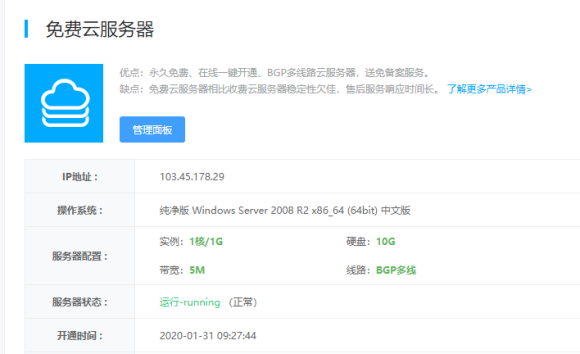 免费云服务器
优点：永久免费、在线一键开通、BGP多线路云服务器，送免备案服务。
缺点：免费云服务器相比收费云服务器稳定性欠佳，售后服务响应时间长。 了解更多产品详情>
管理面板
IP地址： 103.45.178.29
操作系统： 纯净版 Windows Server 2008 R2 x86_64 (64bit) 中文版
服务器配置： 实例：1核/1G 硬盘：10G
带宽：5M 线路：BGP多线
服务器状态： 运行-running （正常）
开通时间： 2020-01-31 09:27:44